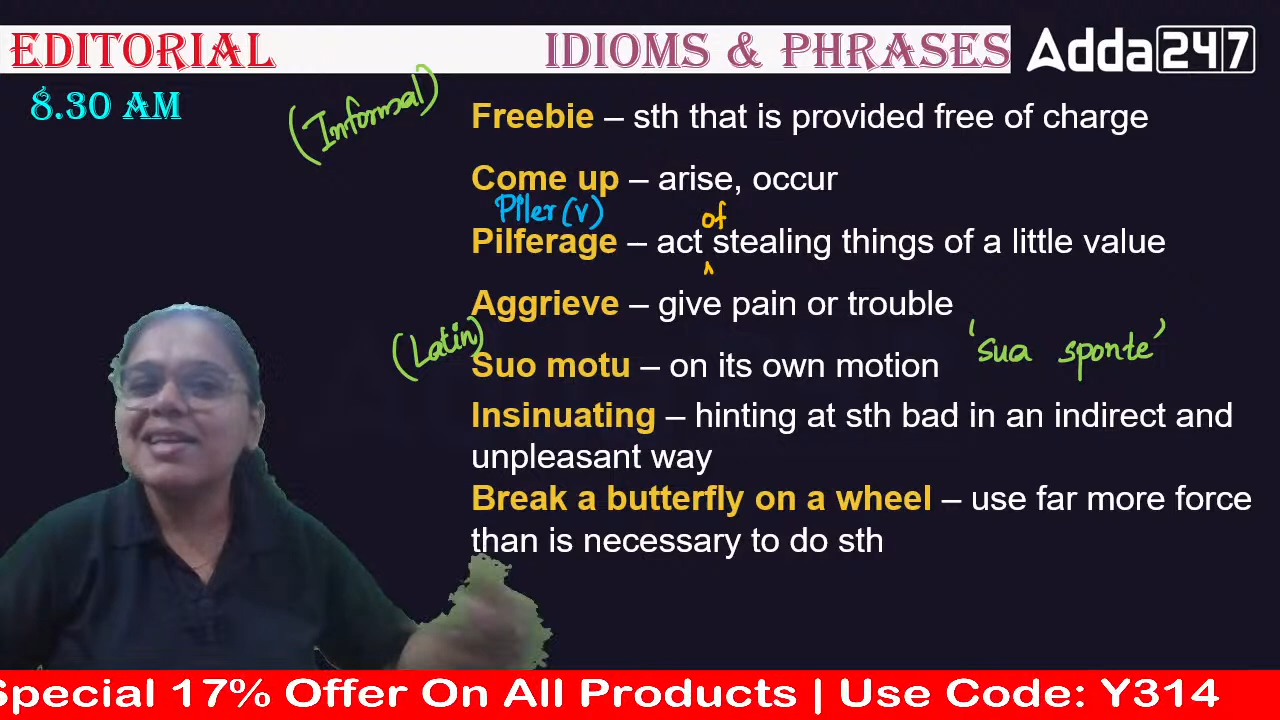 EDITORIAL IDIOMS & PHRASES Adda247
8.30 AM
(Informal)
Freebie – sth that is provided free of charge
Come up – arise, occur
Piler (v)
of
Pilferage – act ^ stealing things of a little value
Aggrieve – give pain or trouble
(Latin) 'sua sponte'
Suo motu – on its own motion
Insinuating – hinting at sth bad in an indirect and
unpleasant way
Break a butterfly on a wheel – use far more force
than is necessary to do sth
Special 17% Offer On All Products | Use Code: Y314